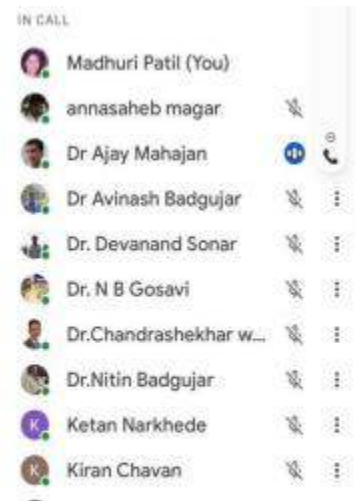 IN CALL
Madhuri Patil (You)
annasaheb magar
Dr Ajay Mahajan
Dr Avinash Badgujar
Dr. Devanand Sonar
Dr. N B Gosavi
Dr.Chandrashekhar w...
Dr.Nitin Badgujar
K Ketan Narkhede
K Kiran Chavan